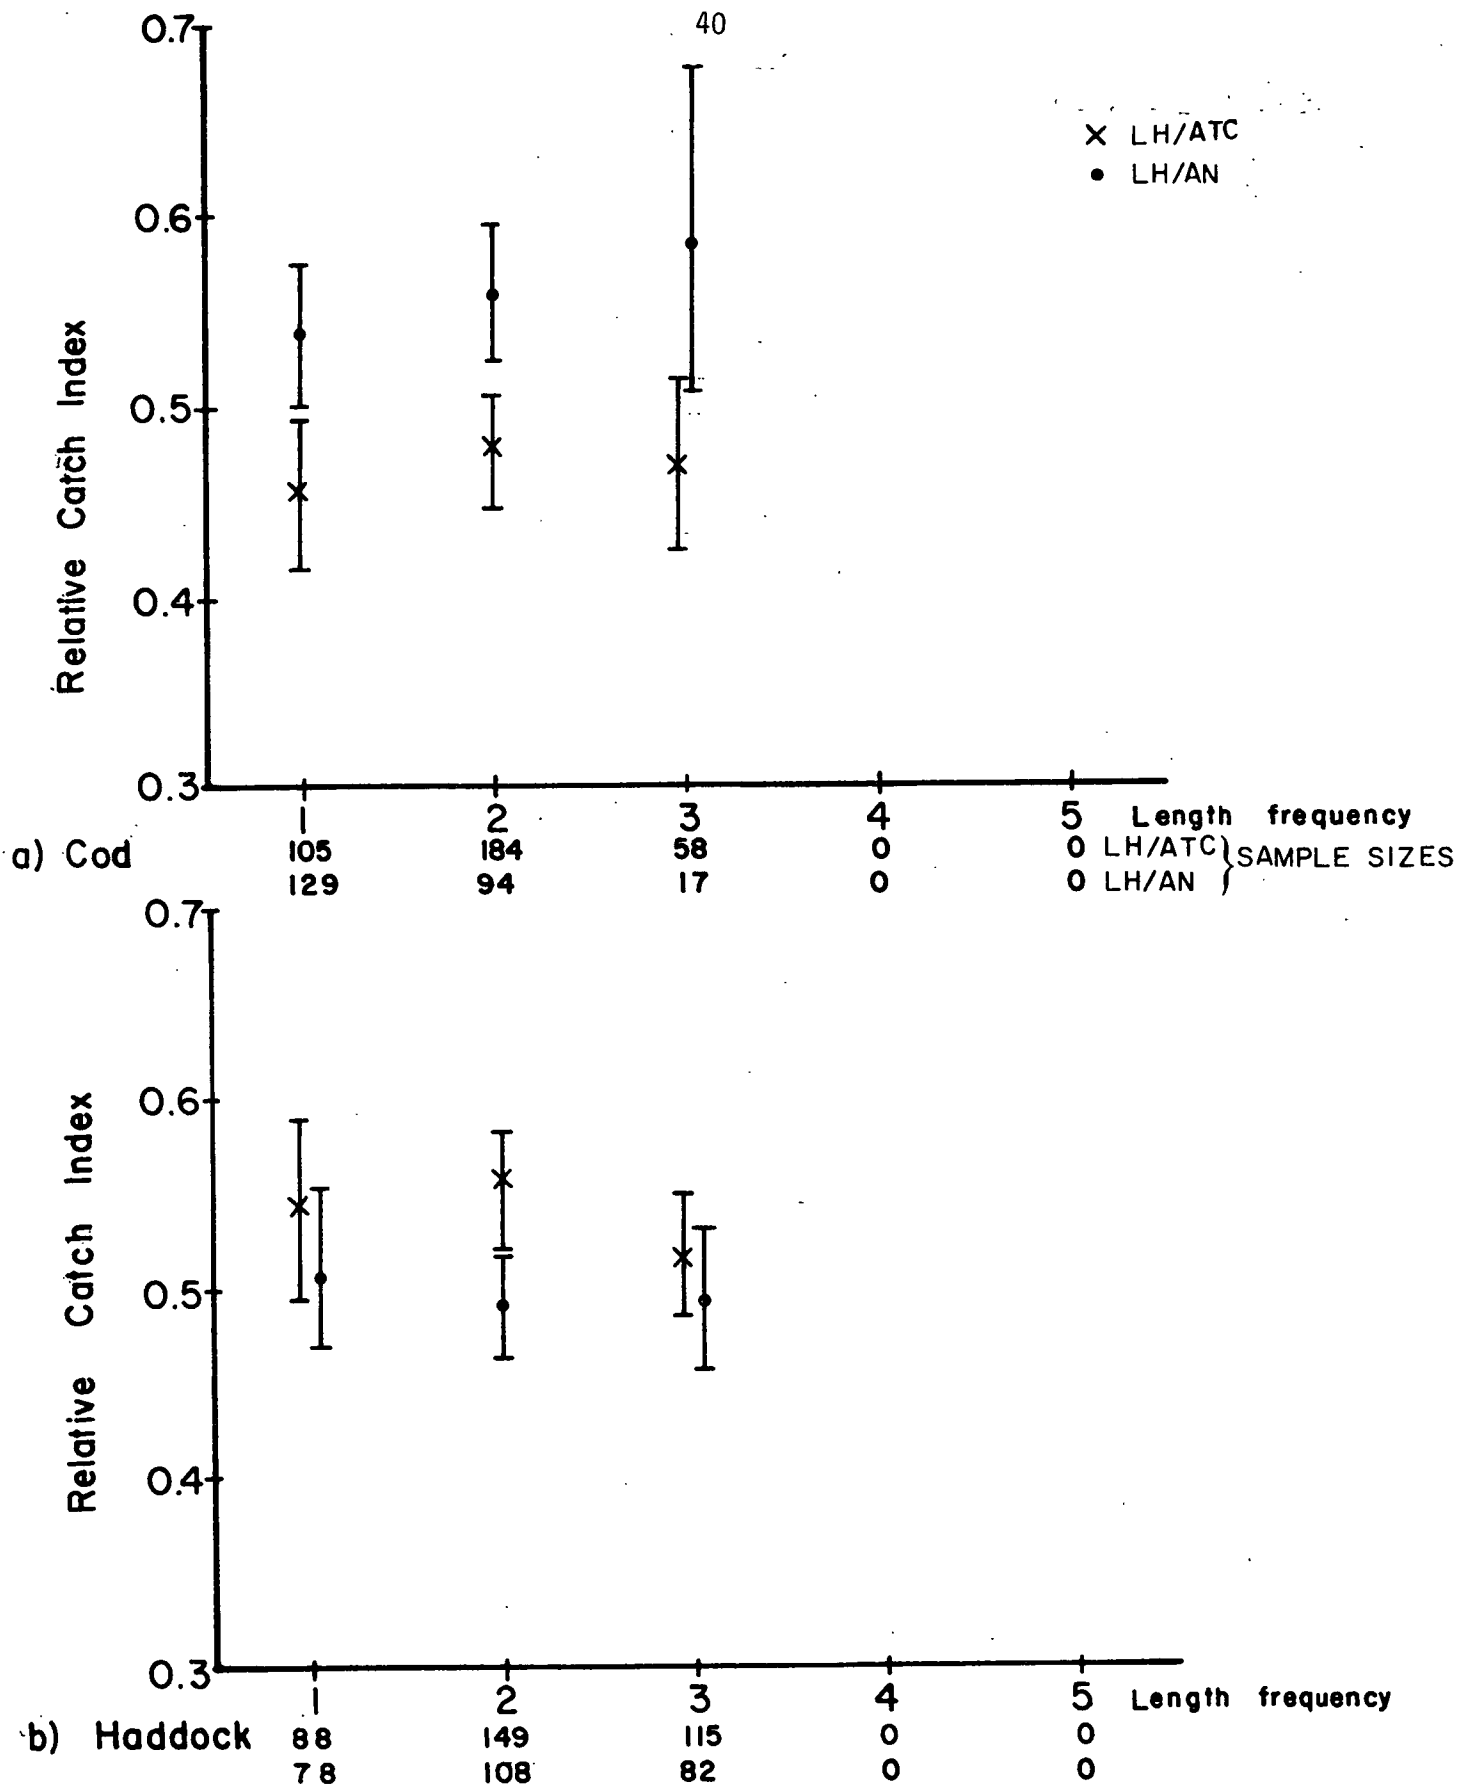 40
0.7
× LH/ATC
• LH/AN
0.6
0.5
0.4
0.3
Relative Catch Index
1 2 3 4 5 Length frequency
a) Cod 105 184 58 0 0 LH/ATC } SAMPLE SIZES
129 94 17 0 0 LH/AN
0.7
0.6
0.5
0.4
0.3
Relative Catch Index
1 2 3 4 5 Length frequency
b) Haddock 88 149 115 0 0
78 108 82 0 0